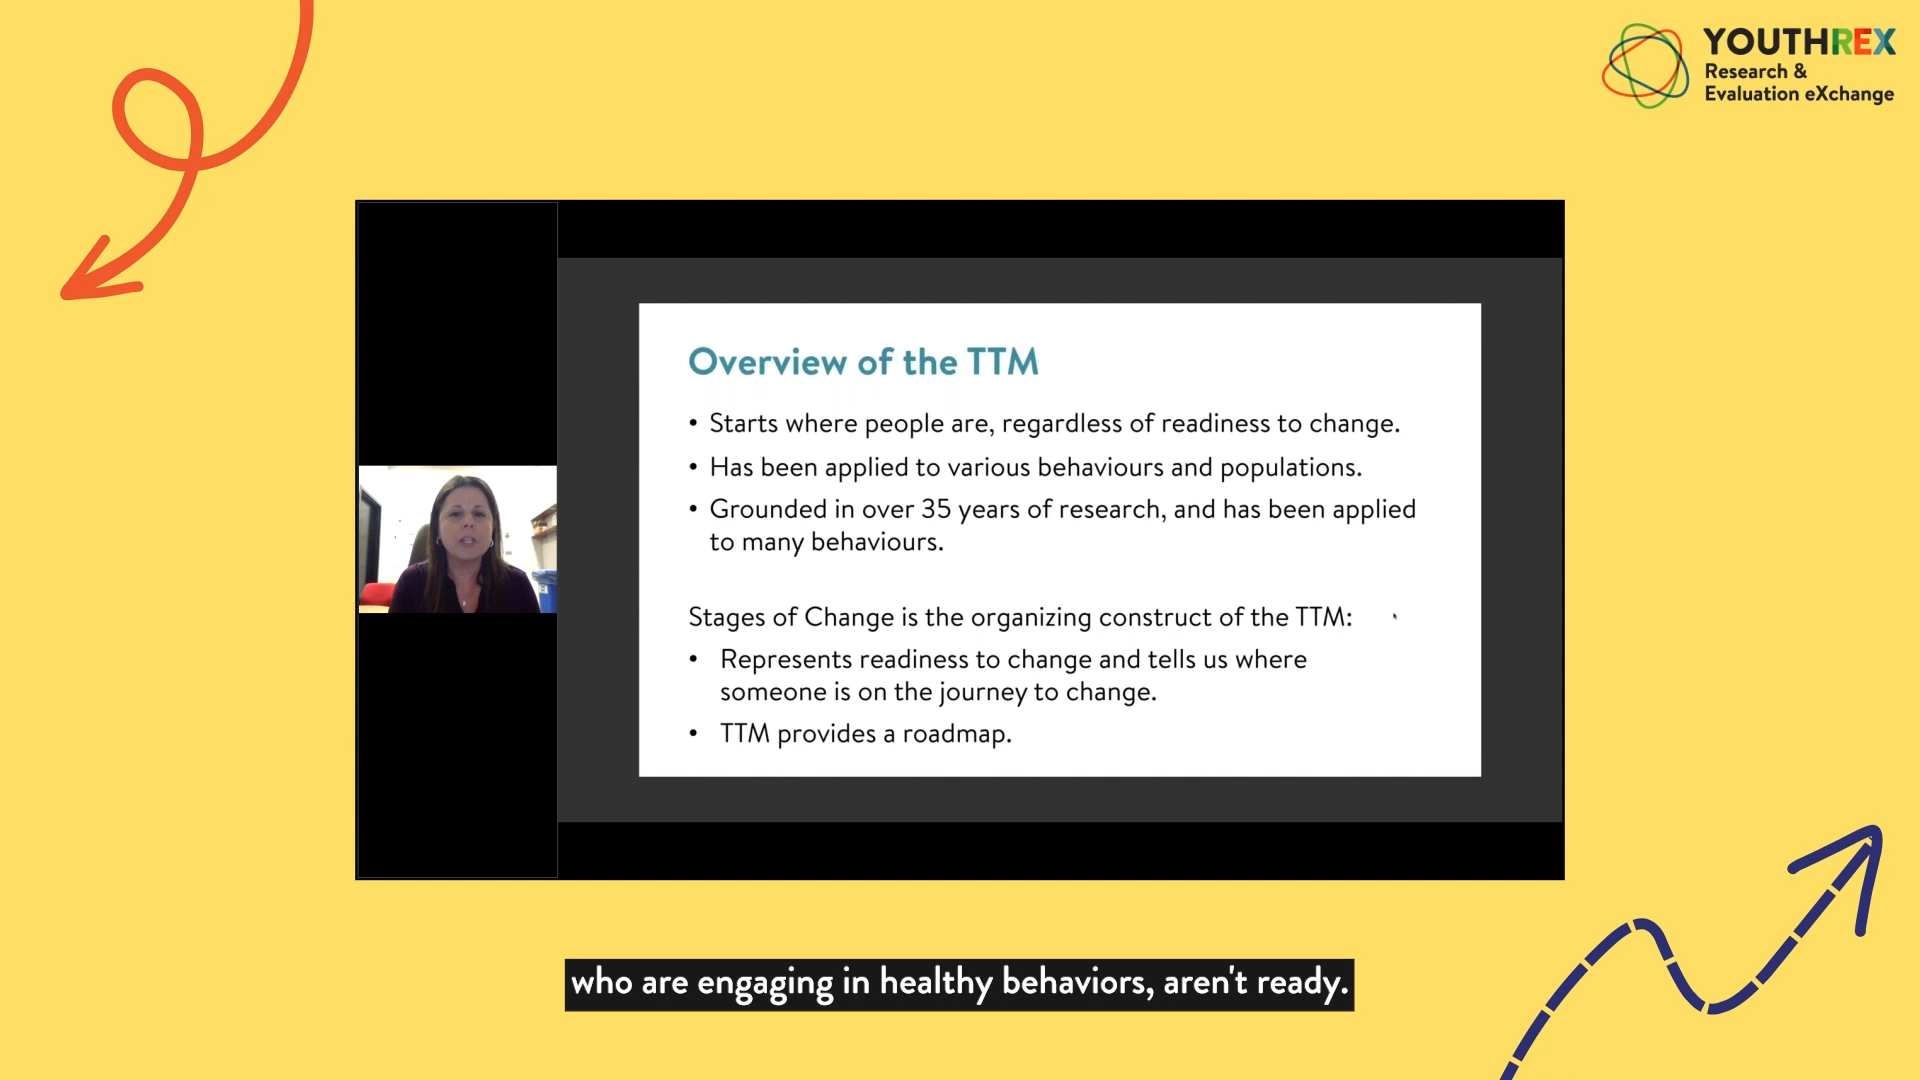 YOUTHREX
Research &
Evaluation eXchange
Overview of the TTM
• Starts where people are, regardless of readiness to change.
• Has been applied to various behaviours and populations.
• Grounded in over 35 years of research, and has been applied
to many behaviours.
Stages of Change is the organizing construct of the TTM:
• Represents readiness to change and tells us where
someone is on the journey to change.
• TTM provides a roadmap.
who are engaging in healthy behaviors, aren't ready.